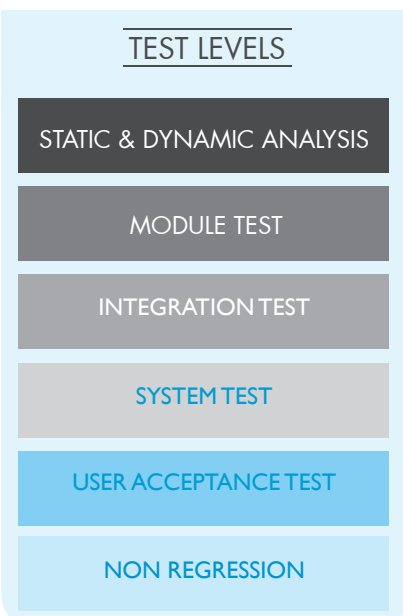 TEST LEVELS
STATIC & DYNAMIC ANALYSIS
MODULE TEST
INTEGRATION TEST
SYSTEM TEST
USER ACCEPTANCE TEST
NON REGRESSION